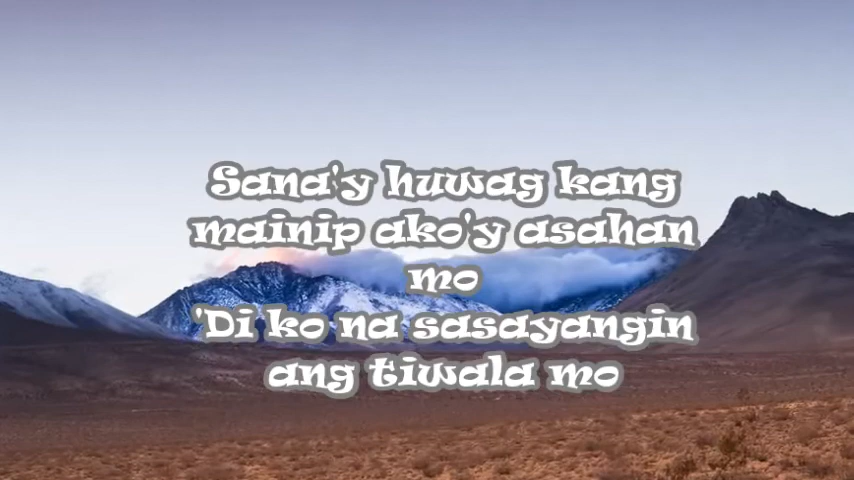 Sana'y huwag kang
mainip ako'y asahan
mo
'Di ko na sasayangin
ang tiwala mo